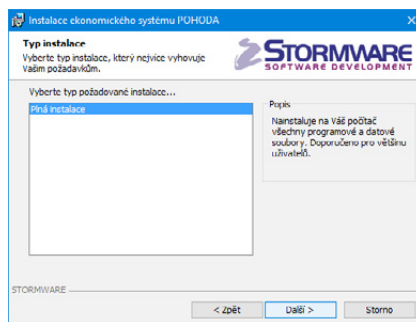 Instalace ekonomického systému POHODA
Typ instalace
Vyberte typ instalace, který nejvíce vyhovuje
Vašim požadavkům.
STORMWARE
SOFTWARE DEVELOPMENT
Vyberte typ požadované instalace...
Plná instalace
Popis
Nainstaluje na Váš počítač
všechny programové a datové
soubory. Doporučeno pro většinu
uživatelů.
STORMWARE
< Zpět
Další >
Storno